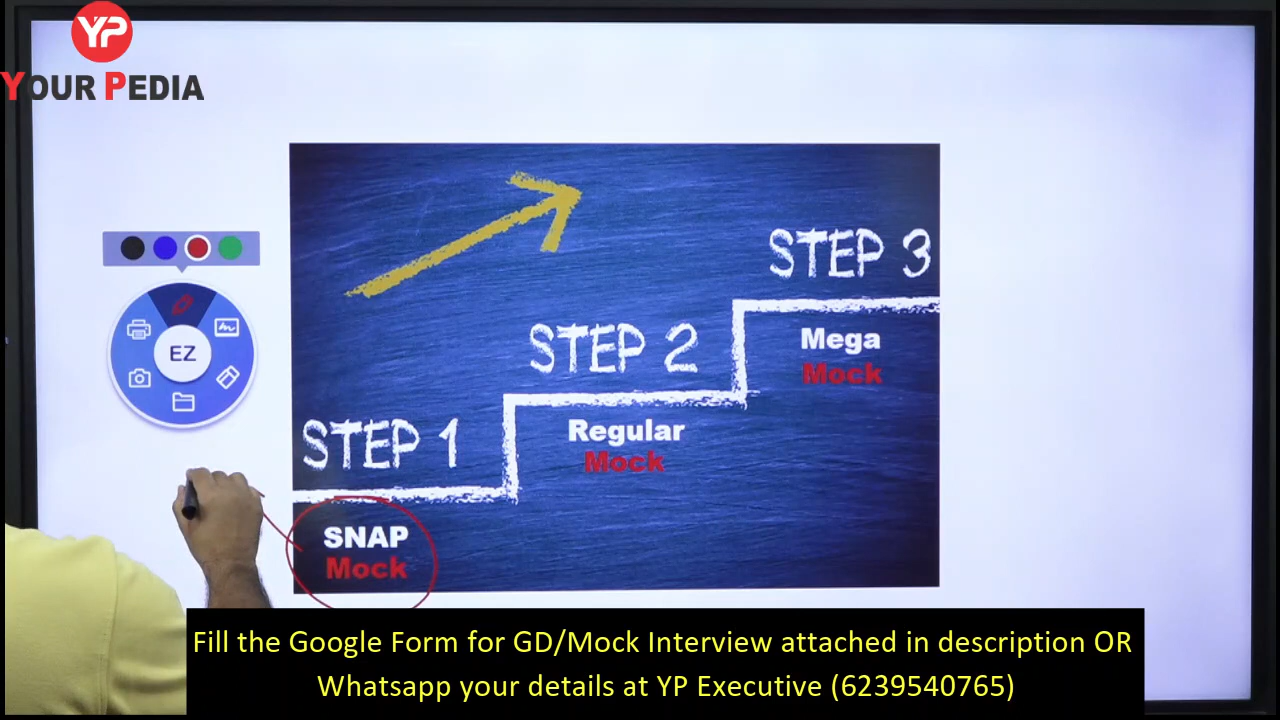 YP
YOUR PEDIA
EZ
STEP 3
Mega
Mock
STEP 2
Regular
Mock
STEP 1
SNAP
Mock
Fill the Google Form for GD/Mock Interview attached in description OR
Whatsapp your details at YP Executive (6239540765)